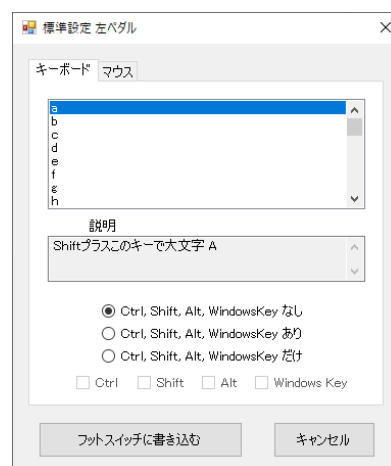 標準設定 左ペダル
キーボード マウス
a
b
c
d
e
f
g
h
説明
Shiftプラスこのキーで大文字 A
Ctrl, Shift, Alt, WindowsKey なし
Ctrl, Shift, Alt, WindowsKey あり
Ctrl, Shift, Alt, WindowsKey だけ
Ctrl Shift Alt Windows Key
フットスイッチに書き込む キャンセル